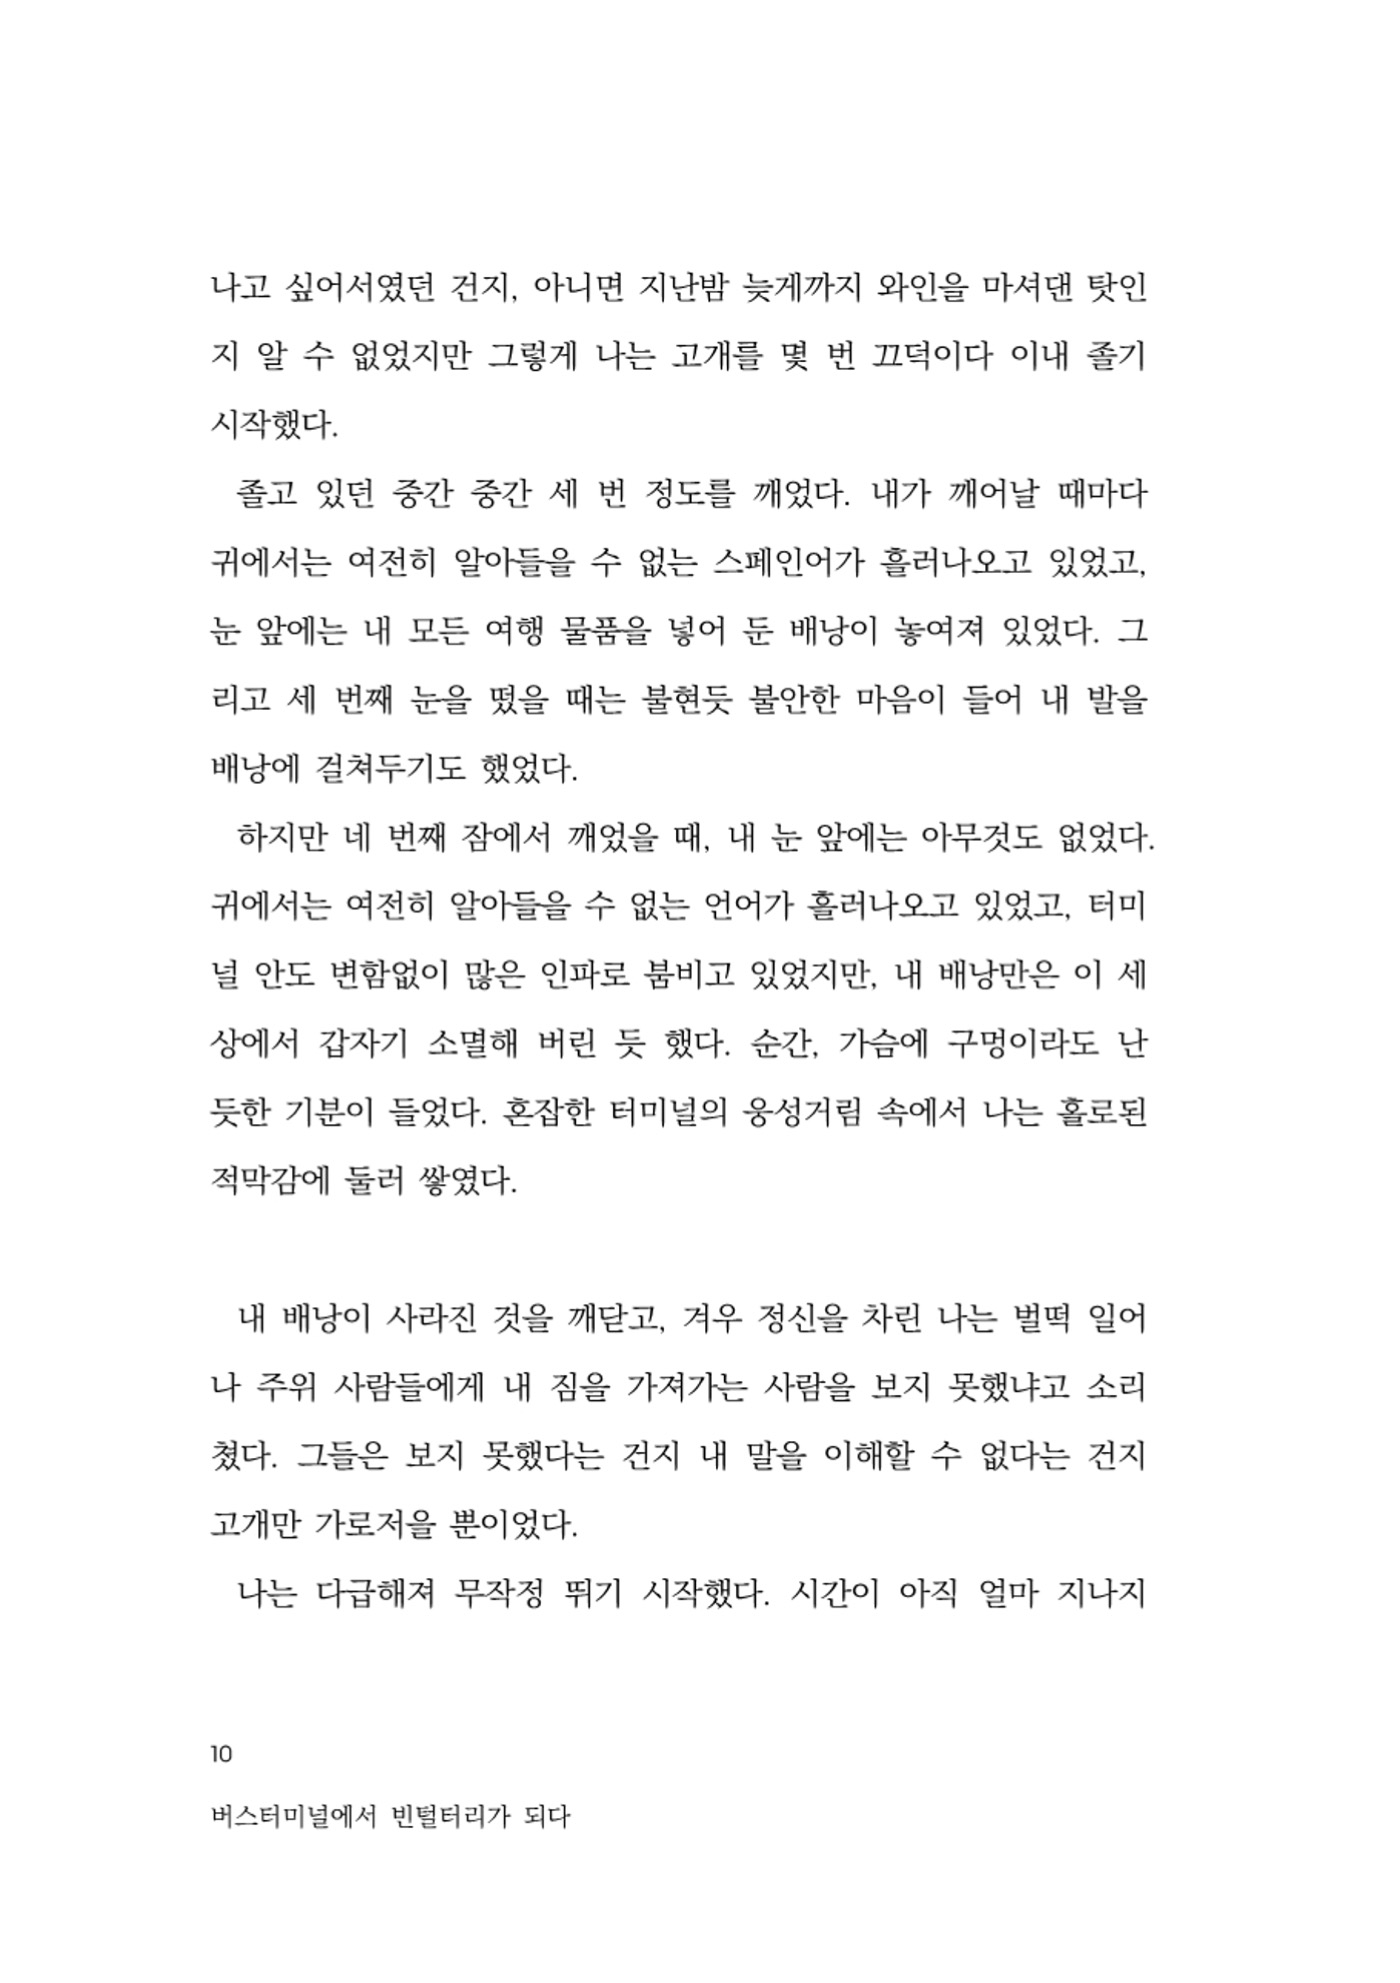 나고 싶어서였던 건지, 아니면 지난밤 늦게까지 와인을 마셔댄 탓인
지 알 수 없었지만 그렇게 나는 고개를 몇 번 끄덕이다 이내 졸기
시작했다.
졸고 있던 중간 중간 세 번 정도를 깨었다. 내가 깨어날 때마다
귀에서는 여전히 알아들을 수 없는 스페인어가 흘러나오고 있었고,
눈 앞에는 내 모든 여행 물품을 넣어 둔 배낭이 놓여져 있었다. 그
리고 세 번째 눈을 떴을 때는 불현듯 불안한 마음이 들어 내 발을
배낭에 걸쳐두기도 했었다.
하지만 네 번째 잠에서 깨었을 때, 내 눈 앞에는 아무것도 없었다.
귀에서는 여전히 알아들을 수 없는 언어가 흘러나오고 있었고, 터미
널 안도 변함없이 많은 인파로 붐비고 있었지만, 내 배낭만은 이 세
상에서 갑자기 소멸해 버린 듯 했다. 순간, 가슴에 구멍이라도 난
듯한 기분이 들었다. 혼잡한 터미널의 웅성거림 속에서 나는 홀로된
적막감에 둘러 쌓였다.
내 배낭이 사라진 것을 깨닫고, 겨우 정신을 차린 나는 벌떡 일어
나 주위 사람들에게 내 짐을 가져가는 사람을 보지 못했냐고 소리
쳤다. 그들은 보지 못했다는 건지 내 말을 이해할 수 없다는 건지
고개만 가로저을 뿐이었다.
나는 다급해져 무작정 뛰기 시작했다. 시간이 아직 얼마 지나지
10
버스터미널에서 빈털터리가 되다